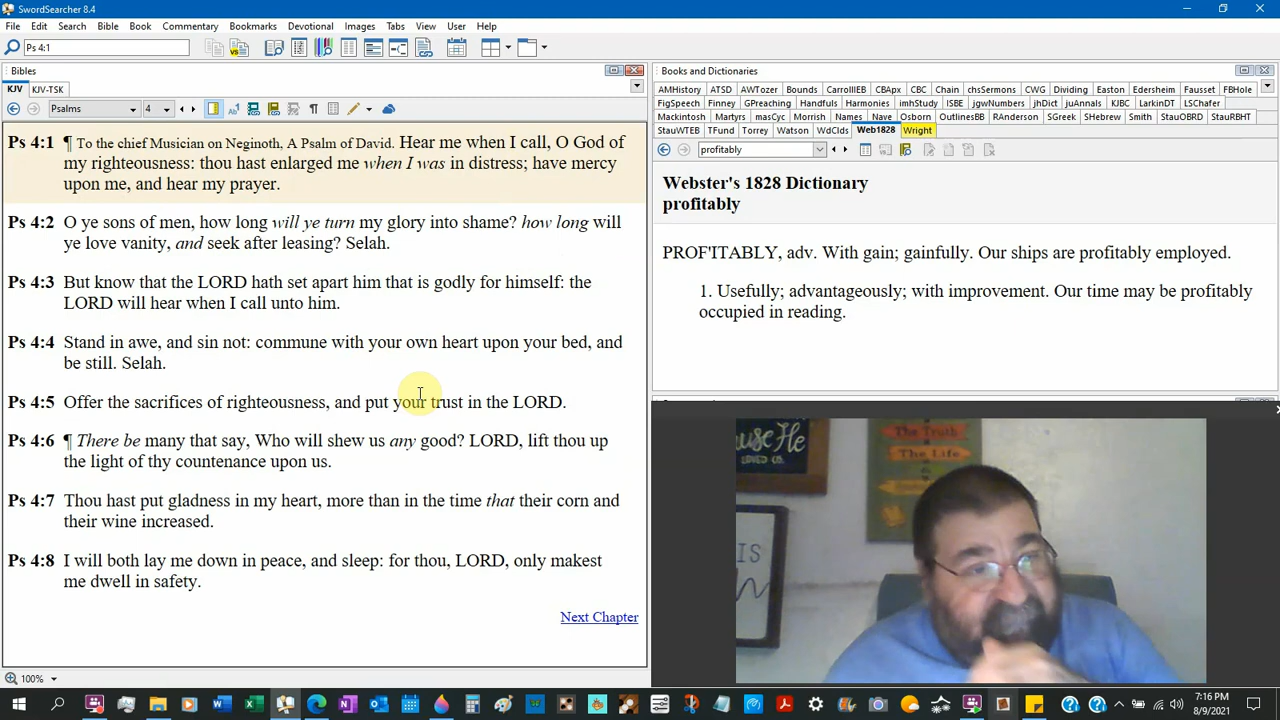 SwordSearcher 8.4
File Edit Search Bible Book Commentary Bookmarks Devotional Images Tabs View User Help
Ps 4:1
Bibles
KJV KJV-TSK
Psalms 4
Ps 4:1 ¶ To the chief Musician on Neginoth, A Psalm of David. Hear me when I call, O God of
my righteousness: thou hast enlarged me when I was in distress; have mercy
upon me, and hear my prayer.
Ps 4:2 O ye sons of men, how long will ye turn my glory into shame? how long will
ye love vanity, and seek after leasing? Selah.
Ps 4:3 But know that the LORD hath set apart him that is godly for himself: the
LORD will hear when I call unto him.
Ps 4:4 Stand in awe, and sin not: commune with your own heart upon your bed, and
be still. Selah.
Ps 4:5 Offer the sacrifices of righteousness, and put your trust in the LORD.
Ps 4:6 ¶ There be many that say, Who will shew us any good? LORD, lift thou up
the light of thy countenance upon us.
Ps 4:7 Thou hast put gladness in my heart, more than in the time that their corn and
their wine increased.
Ps 4:8 I will both lay me down in peace, and sleep: for thou, LORD, only makest
me dwell in safety.
Next Chapter
100%
Books and Dictionaries
AMHistory ATSD AWTozer Bounds CarrollEB CBApx Chain chsSermons CWG Dividing Easton Edersheim Fausset FBHole
FigSpeech Finney GPreaching Handfuls Harmonies imhStudy ISBE jgwNumbers jhDict juAnnals KJBC LarkinDT LSChafer
Mackintosh Martyrs masCyc Morrish Names Nave Osborn OutlinesBB RAnderson SGreek SHebrew Smith StauOBRD StauRBHT
StauWTEB TFund Torrey Watson WdClds Web1828 Wright
profitably
Webster's 1828 Dictionary
profitably
PROF'ITABLY, adv. With gain; gainfully. Our ships are profitably employed.
1. Usefully; advantageously; with improvement. Our time may be profitably
occupied in reading.
The Truth
The Life
ause He
LOVED
IS
7:16 PM
8/9/2021